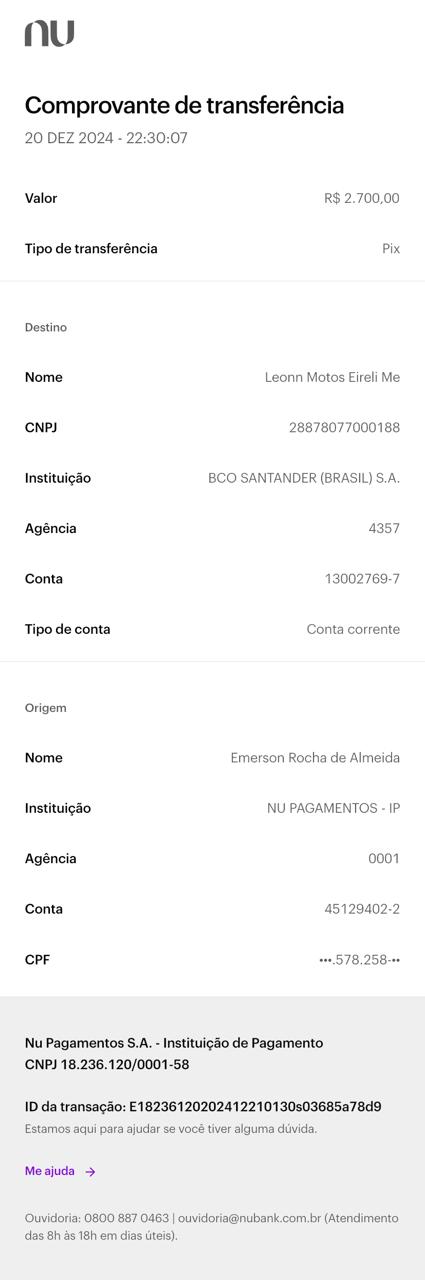 nu
Comprovante de transferência
20 DEZ 2024 - 22:30:07
Valor R$ 2.700,00
Tipo de transferência Pix
Destino
Nome Leonn Motos Eireli Me
CNPJ 28878077000188
Instituição BCO SANTANDER (BRASIL) S.A.
Agência 4357
Conta 13002769-7
Tipo de conta Conta corrente
Origem
Nome Emerson Rocha de Almeida
Instituição NU PAGAMENTOS - IP
Agência 0001
Conta 45129402-2
CPF •••.578.258-••
Nu Pagamentos S.A. - Instituição de Pagamento
CNPJ 18.236.120/0001-58
ID da transação: E18236120202412210130s03685a78d9
Estamos aqui para ajudar se você tiver alguma dúvida.
Me ajuda →
Ouvidoria: 0800 887 0463 | ouvidoria@nubank.com.br (Atendimento
das 8h às 18h em dias úteis).